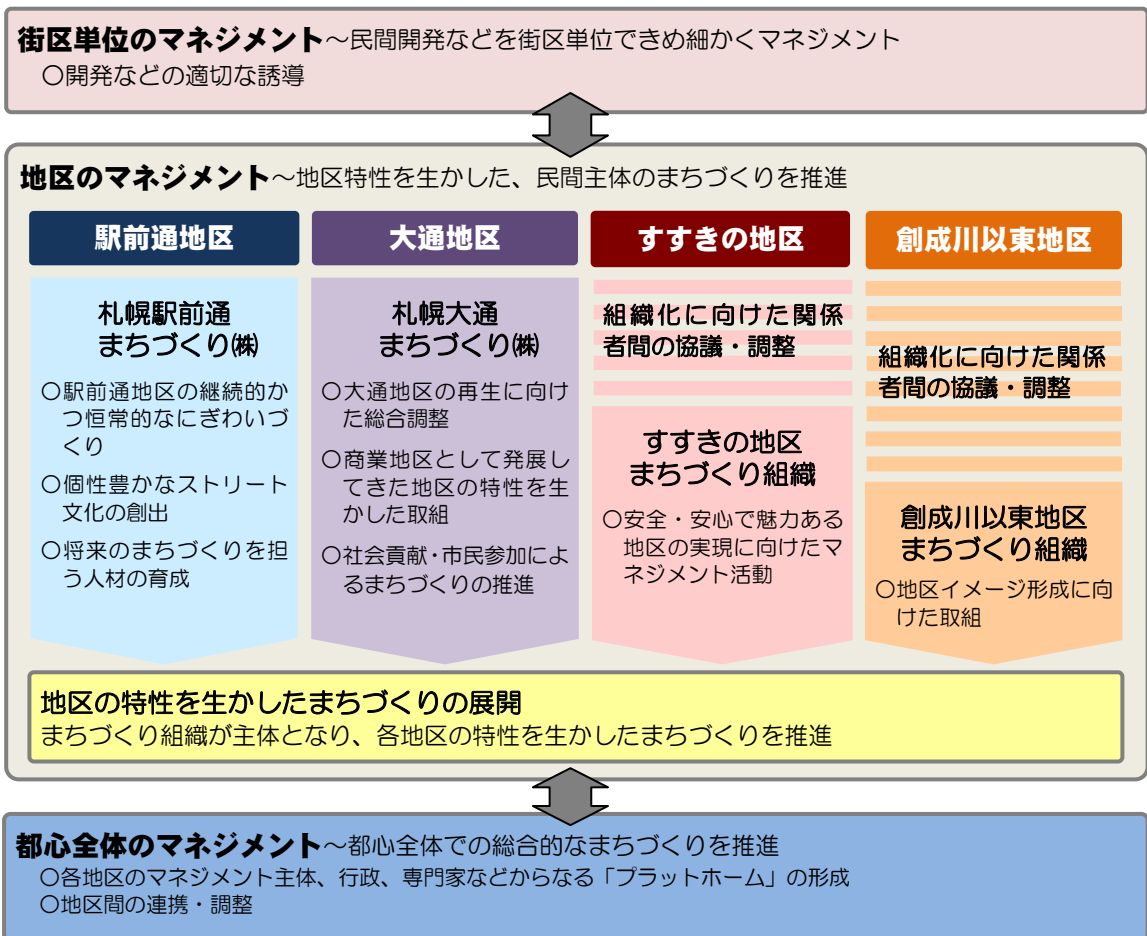 街区単位のマネジメント～民間開発などを街区単位できめ細かくマネジメント
〇開発などの適切な誘導
地区のマネジメント～地区特性を生かした、民間主体のまちづくりを推進
駅前通地区
札幌駅前通
まちづくり㈱
〇駅前通地区の継続的か
つ恒常的なにぎわいづ
くり
〇個性豊かなストリート
文化の創出
〇将来のまちづくりを担
う人材の育成
大通地区
札幌大通
まちづくり㈱
〇大通地区の再生に向け
た総合調整
〇商業地区として発展し
てきた地区の特性を生
かした取組
〇社会貢献・市民参加によ
るまちづくりの推進
すすきの地区
組織化に向けた関係
者間の協議・調整
すすきの地区
まちづくり組織
〇安全・安心で魅力ある
地区の実現に向けたマ
ネジメント活動
創成川以東地区
組織化に向けた関係
者間の協議・調整
創成川以東地区
まちづくり組織
〇地区イメージ形成に向
けた取組
地区の特性を生かしたまちづくりの展開
まちづくり組織が主体となり、各地区の特性を生かしたまちづくりを推進
都心全体のマネジメント～都心全体での総合的なまちづくりを推進
〇各地区のマネジメント主体、行政、専門家などからなる「プラットホーム」の形成
〇地区間の連携・調整